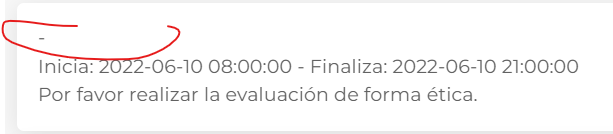 -
Inicia: 2022-06-10 08:00:00 - Finaliza: 2022-06-10 21:00:00
Por favor realizar la evaluación de forma ética.